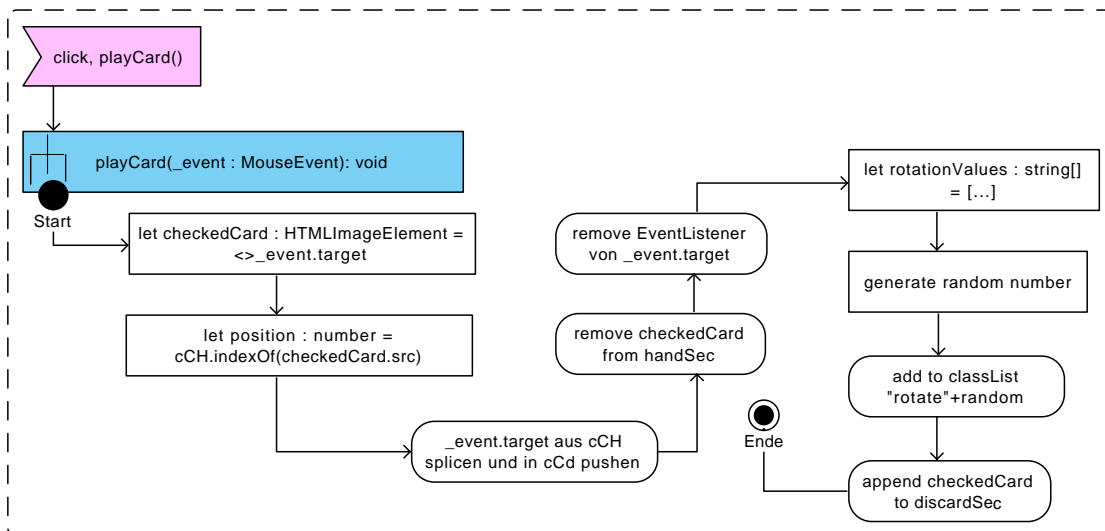 click, playCard()
playCard(_event : MouseEvent): void
Start
let checkedCard : HTMLImageElement =
<>_event.target
let position : number =
cCH.indexOf(checkedCard.src)
_event.target aus cCH
splicen und in cCd pushen
remove checkedCard
from handSec
remove EventListener
von _event.target
let rotationValues : string[]
= [...]
generate random number
add to classList
"rotate"+random
append checkedCard
to discardSec
Ende